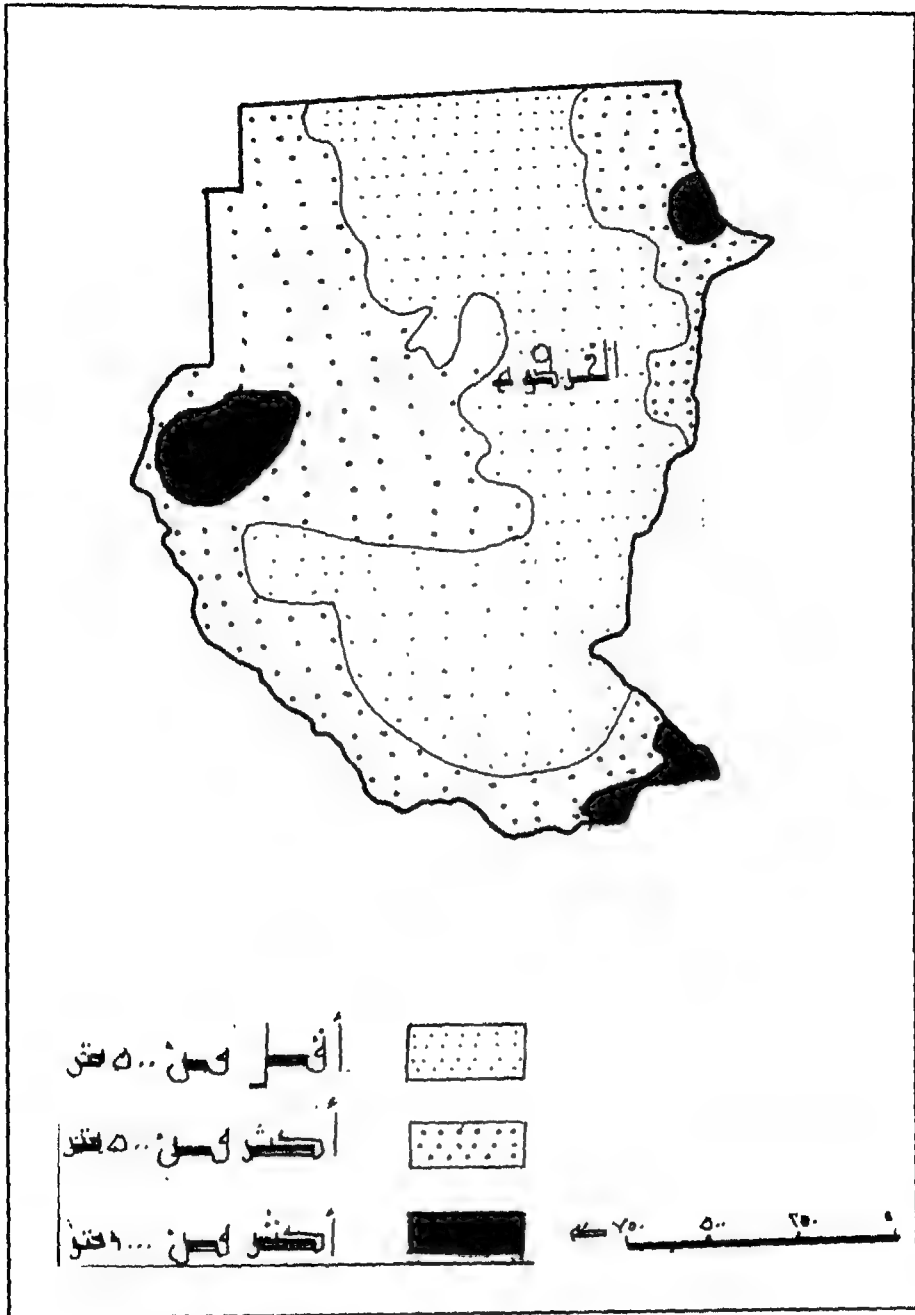 الخرطوم
أقل من ٥٠٠ متر
أكثر من ٥٠٠ متر
أكثر من ١٠٠٠ متر
٠ ٢٥٠ ٥٠٠ ٧٥٠ كم